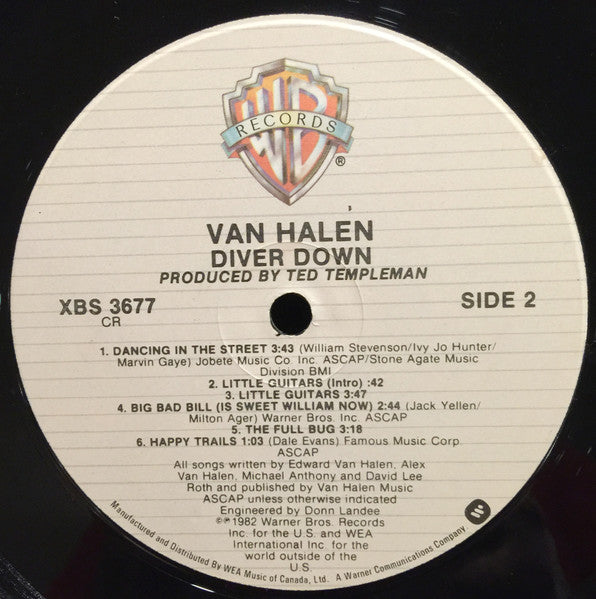 WB
RECORDS
®
VAN HALEN
DIVER DOWN
PRODUCED BY TED TEMPLEMAN
XBS 3677
CR
SIDE 2
1. DANCING IN THE STREET 3:43 (William Stevenson/Ivy Jo Hunter/
Marvin Gaye) Jobete Music Co. Inc. ASCAP/Stone Agate Music
Division BMI
2. LITTLE GUITARS (Intro) :42
3. LITTLE GUITARS 3:47
4. BIG BAD BILL (IS SWEET WILLIAM NOW) 2:44 (Jack Yellen/
Milton Ager) Warner Bros. Inc. ASCAP
5. THE FULL BUG 3:18
6. HAPPY TRAILS 1:03 (Dale Evans) Famous Music Corp.
ASCAP
All songs written by Edward Van Halen, Alex
Van Halen, Michael Anthony and David Lee
Roth and published by Van Halen Music
ASCAP unless otherwise indicated
Engineered by Donn Landee
©℗1982 Warner Bros. Records
Inc. for the U.S. and WEA
International Inc. for the
world outside of the
U.S.
Manufactured and Distributed By WEA Music of Canada, Ltd. A Warner Communications Company